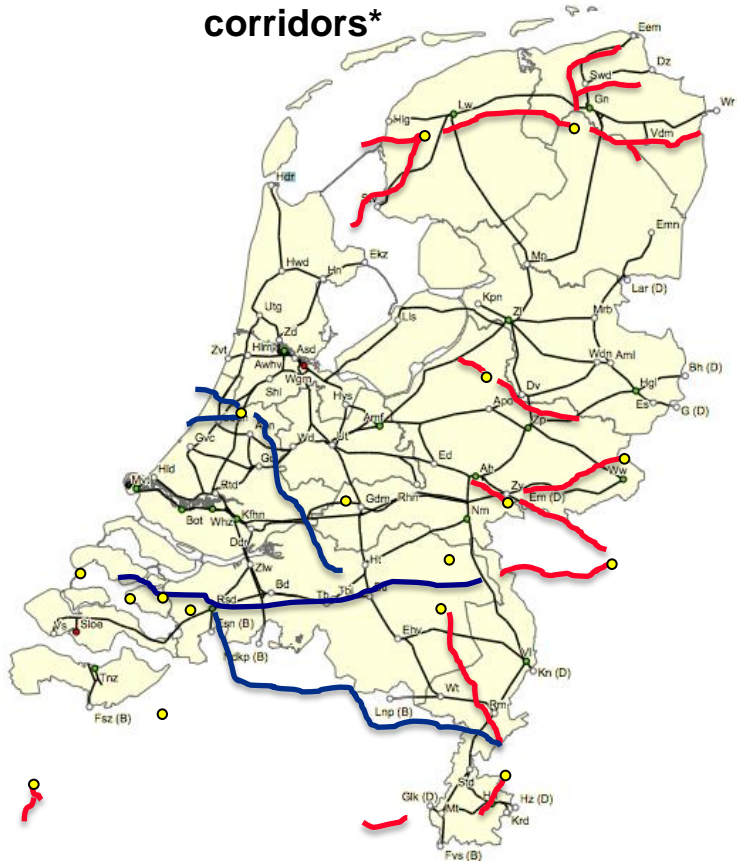 corridors*
Eem
Dz
Swd
Gn
Wr
Lw
Hlg
Vdm
Hdr
Emn
Ekz
Hwd
Hn
Mp
Lar (D)
Kpn
Utg
Lls
Zl
Mrb
Zd
Asd
Zvt
Hlm
Awhv
Wgm
Wdn
Aml
Bh (D)
Hgl
Shl
Hys
Dv
Es
G (D)
Amf
Apd
Zp
Gvc
Wd
Ut
Ed
Ah
Ww
Hld
Gd
Zv
Em (D)
Mvt
Rtd
Gdm
Rhn
Nm
Bot
Whz
Kfhn
Ddr
Zlw
Ht
Bd
Tb
Tbi
Rsd
Esn (B)
Vs
Sloe
Ehv
Vl
Kn (D)
Tnz
Wt
Rm
Lnp (B)
Fsz (B)
Std
Glk (D)
Mt
Hz (D)
Krd
Fvs (B)